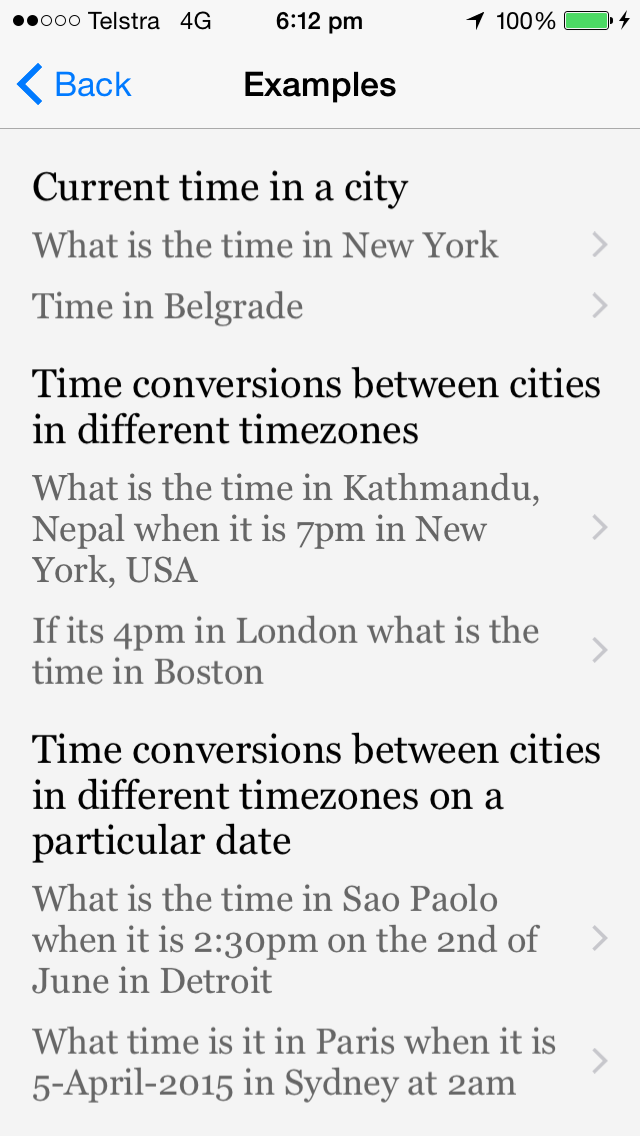 Telstra 4G 6:12 pm 100%
Back Examples
Current time in a city
What is the time in New York
Time in Belgrade
Time conversions between cities
in different timezones
What is the time in Kathmandu,
Nepal when it is 7pm in New
York, USA
If its 4pm in London what is the
time in Boston
Time conversions between cities
in different timezones on a
particular date
What is the time in Sao Paolo
when it is 2:30pm on the 2nd of
June in Detroit
What time is it in Paris when it is
5-April-2015 in Sydney at 2am